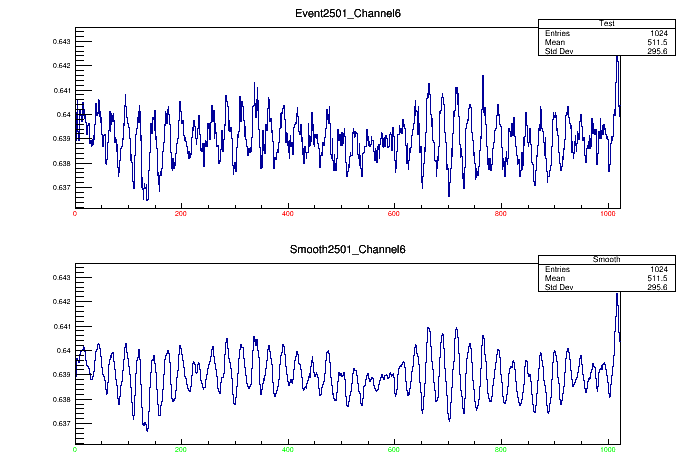 Event2501_Channel6
Test
Entries 1024
Mean 511.5
Std Dev 295.6
0.643
0.642
0.641
0.64
0.639
0.638
0.637
0 200 400 600 800 1000
Smooth2501_Channel6
Smooth
Entries 1024
Mean 511.5
Std Dev 295.6
0.643
0.642
0.641
0.64
0.639
0.638
0.637
0 200 400 600 800 1000